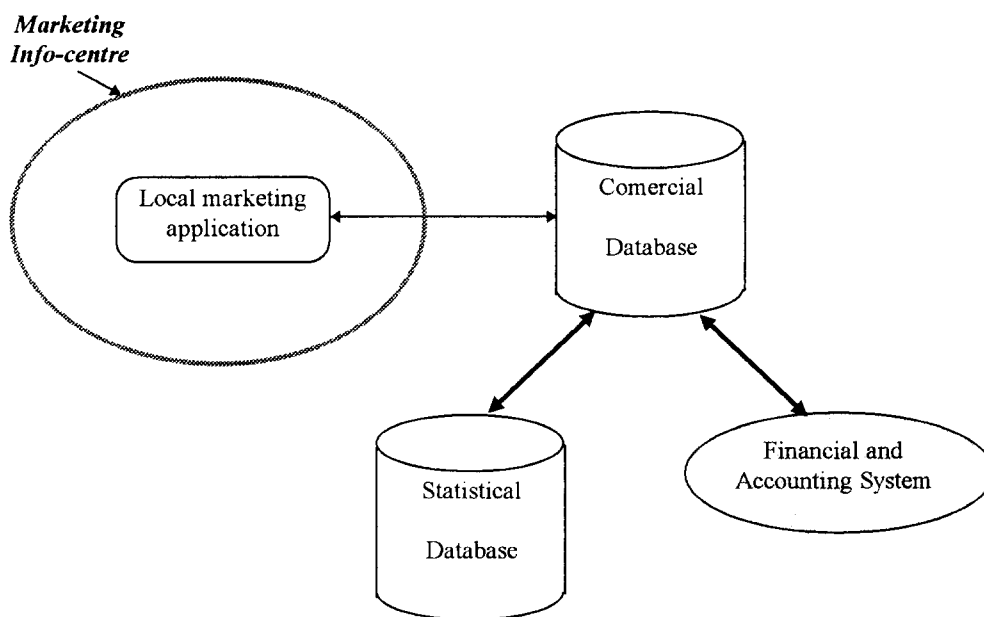 Marketing
Info-centre
Local marketing
application
Comercial
Database
Statistical
Database
Financial and
Accounting System